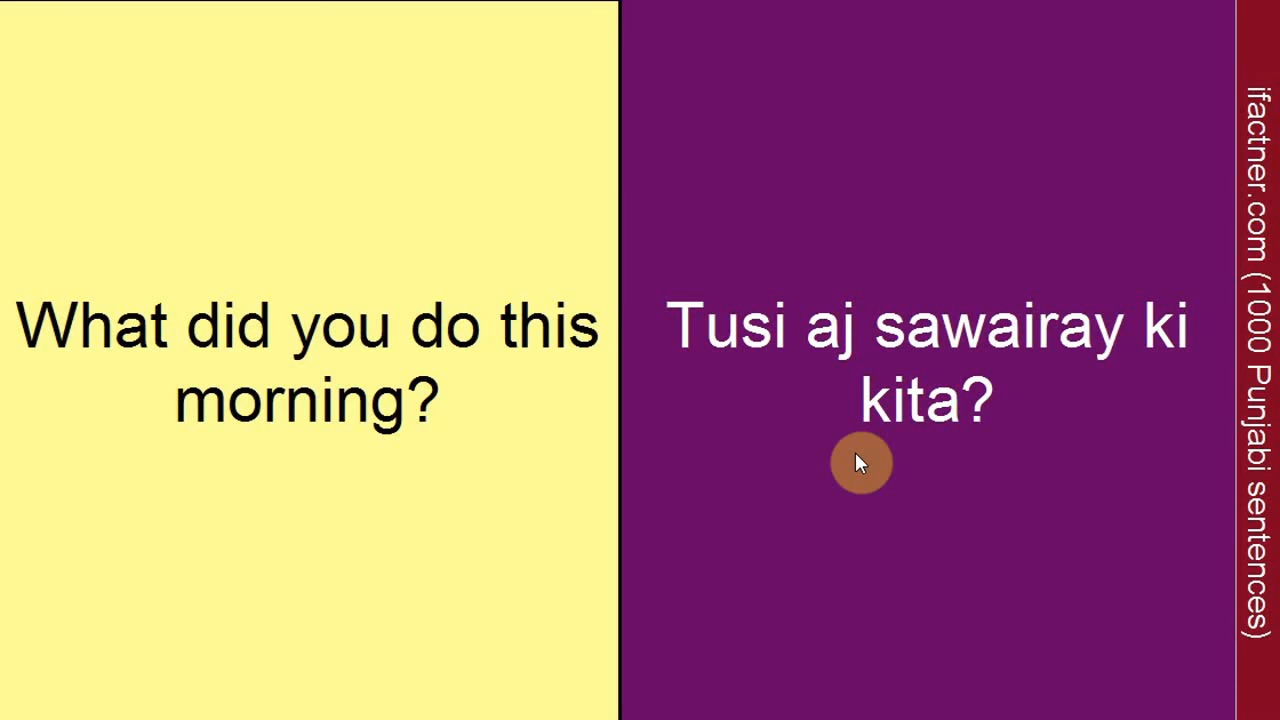 What did you do this
morning?
Tusi aj sawairay ki
kita?
ifactner.com (1000 Punjabi sentences)